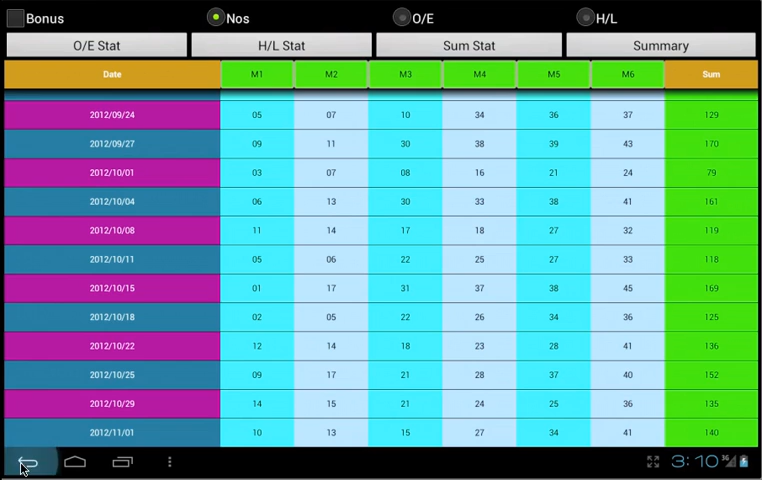 Bonus Nos O/E H/L
O/E Stat H/L Stat Sum Stat Summary
Date M1 M2 M3 M4 M5 M6 Sum
2012/09/24 05 07 10 34 36 37 129
2012/09/27 09 11 30 38 39 43 170
2012/10/01 03 07 08 16 21 24 79
2012/10/04 06 13 30 33 38 41 161
2012/10/08 11 14 17 18 27 32 119
2012/10/11 05 06 22 25 27 33 118
2012/10/15 01 17 31 37 38 45 169
2012/10/18 02 05 22 26 34 36 125
2012/10/22 12 14 18 23 28 41 136
2012/10/25 09 17 21 28 37 40 152
2012/10/29 14 15 21 24 25 36 135
2012/11/01 10 13 15 27 34 41 140
3:10 3G